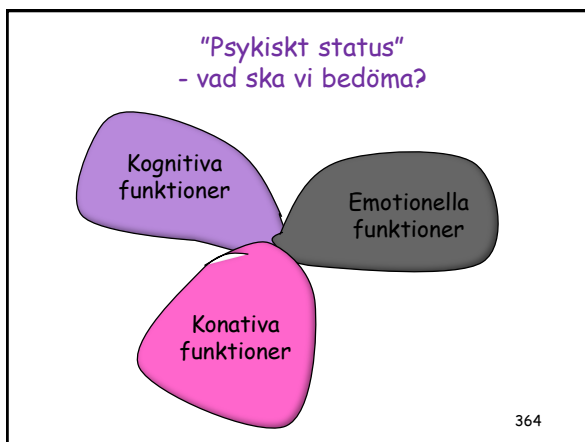 "Psykiskt status"
- vad ska vi bedöma?
Kognitiva
funktioner
Emotionella
funktioner
Konativa
funktioner
364